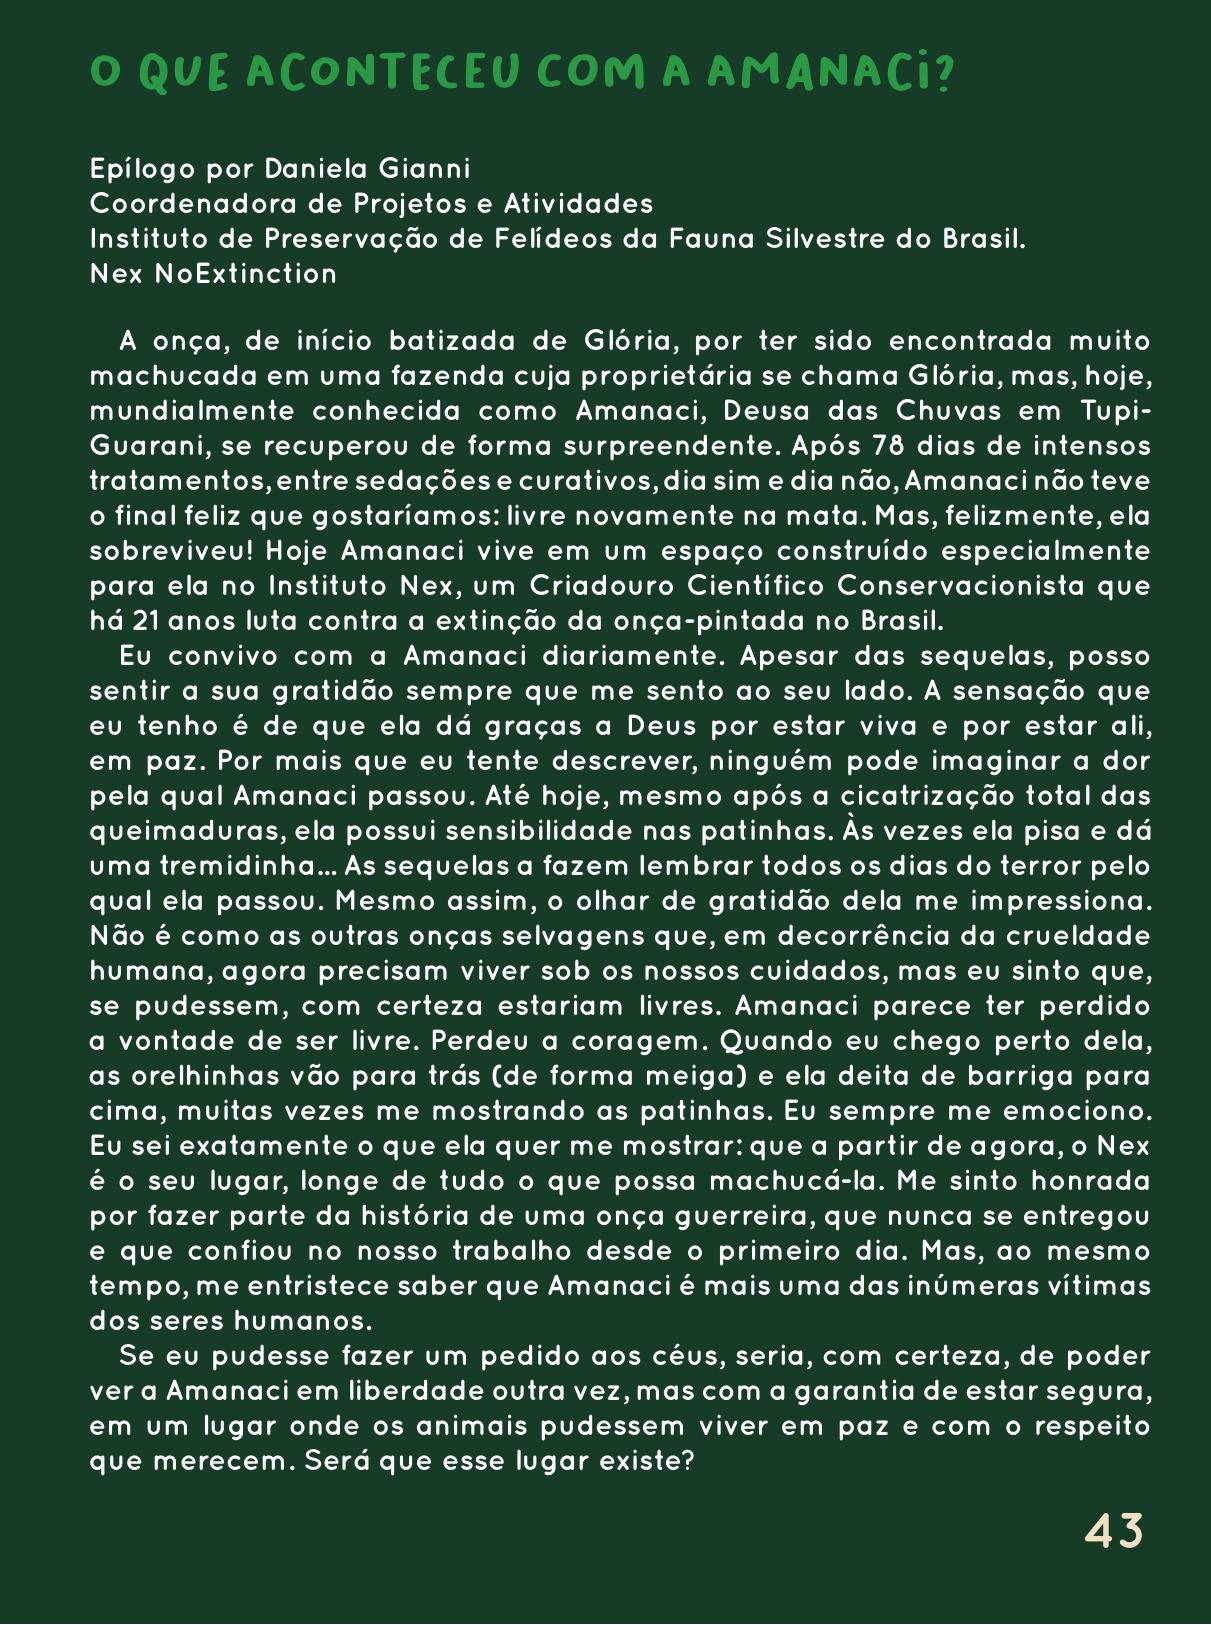 O QUE ACONTECEU COM A AMANACi?
Epílogo por Daniela Gianni
Coordenadora de Projetos e Atividades
Instituto de Preservação de Felídeos da Fauna Silvestre do Brasil.
Nex NoExtinction
A onça, de início batizada de Glória, por ter sido encontrada muito
machucada em uma fazenda cuja proprietária se chama Glória, mas, hoje,
mundialmente conhecida como Amanaci, Deusa das Chuvas em Tupi-
Guarani, se recuperou de forma surpreendente. Após 78 dias de intensos
tratamentos, entre sedações e curativos, dia sim e dia não, Amanaci não teve
o final feliz que gostaríamos: livre novamente na mata. Mas, felizmente, ela
sobreviveu! Hoje Amanaci vive em um espaço construído especialmente
para ela no Instituto Nex, um Criadouro Científico Conservacionista que
há 21 anos luta contra a extinção da onça-pintada no Brasil.
Eu convivo com a Amanaci diariamente. Apesar das sequelas, posso
sentir a sua gratidão sempre que me sento ao seu lado. A sensação que
eu tenho é de que ela dá graças a Deus por estar viva e por estar ali,
em paz. Por mais que eu tente descrever, ninguém pode imaginar a dor
pela qual Amanaci passou. Até hoje, mesmo após a cicatrização total das
queimaduras, ela possui sensibilidade nas patinhas. Às vezes ela pisa e dá
uma tremidinha... As sequelas a fazem lembrar todos os dias do terror pelo
qual ela passou. Mesmo assim, o olhar de gratidão dela me impressiona.
Não é como as outras onças selvagens que, em decorrência da crueldade
humana, agora precisam viver sob os nossos cuidados, mas eu sinto que,
se pudessem, com certeza estariam livres. Amanaci parece ter perdido
a vontade de ser livre. Perdeu a coragem. Quando eu chego perto dela,
as orelhinhas vão para trás (de forma meiga) e ela deita de barriga para
cima, muitas vezes me mostrando as patinhas. Eu sempre me emociono.
Eu sei exatamente o que ela quer me mostrar: que a partir de agora, o Nex
é o seu lugar, longe de tudo o que possa machucá-la. Me sinto honrada
por fazer parte da história de uma onça guerreira, que nunca se entregou
e que confiou no nosso trabalho desde o primeiro dia. Mas, ao mesmo
tempo, me entristece saber que Amanaci é mais uma das inúmeras vítimas
dos seres humanos.
Se eu pudesse fazer um pedido aos céus, seria, com certeza, de poder
ver a Amanaci em liberdade outra vez, mas com a garantia de estar segura,
em um lugar onde os animais pudessem viver em paz e com o respeito
que merecem. Será que esse lugar existe?
43